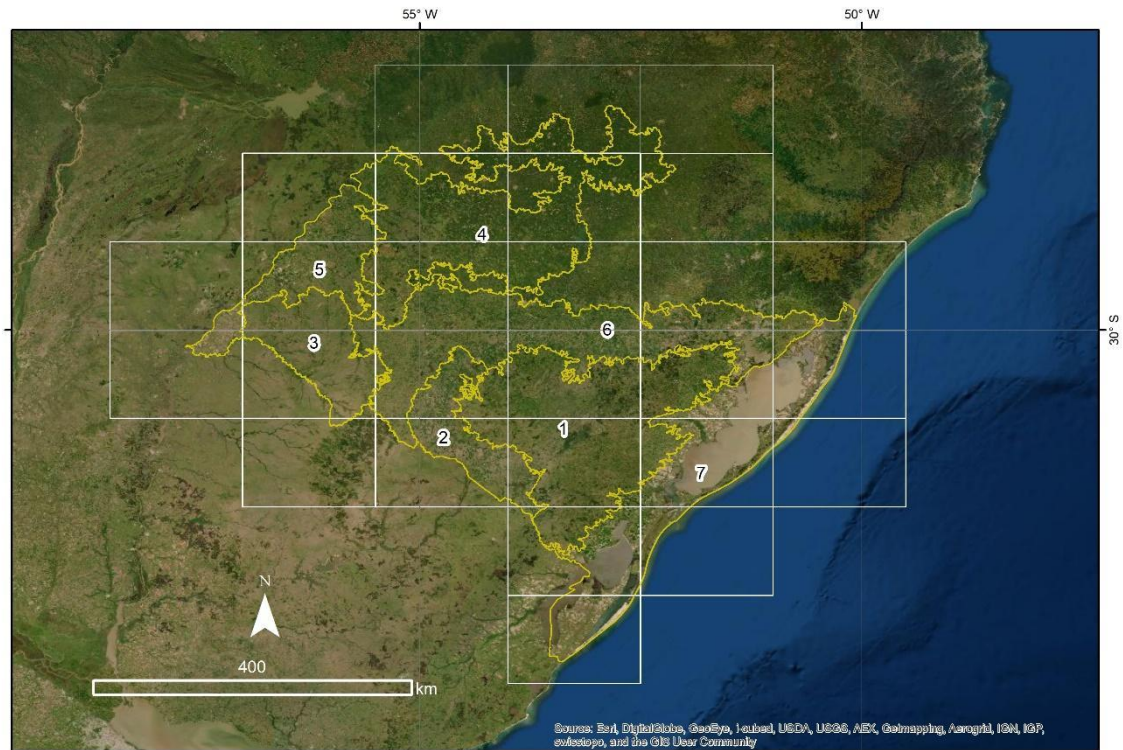 55° W
50° W
4
5
6
3
30° S
1
2
7
N
400
km
Source: Esri, DigitalGlobe, GeoEye, i-cubed, USDA, USGS, AEX, Getmapping, Aerogrid, IGN, IGP,
swisstopo, and the GIS User Community